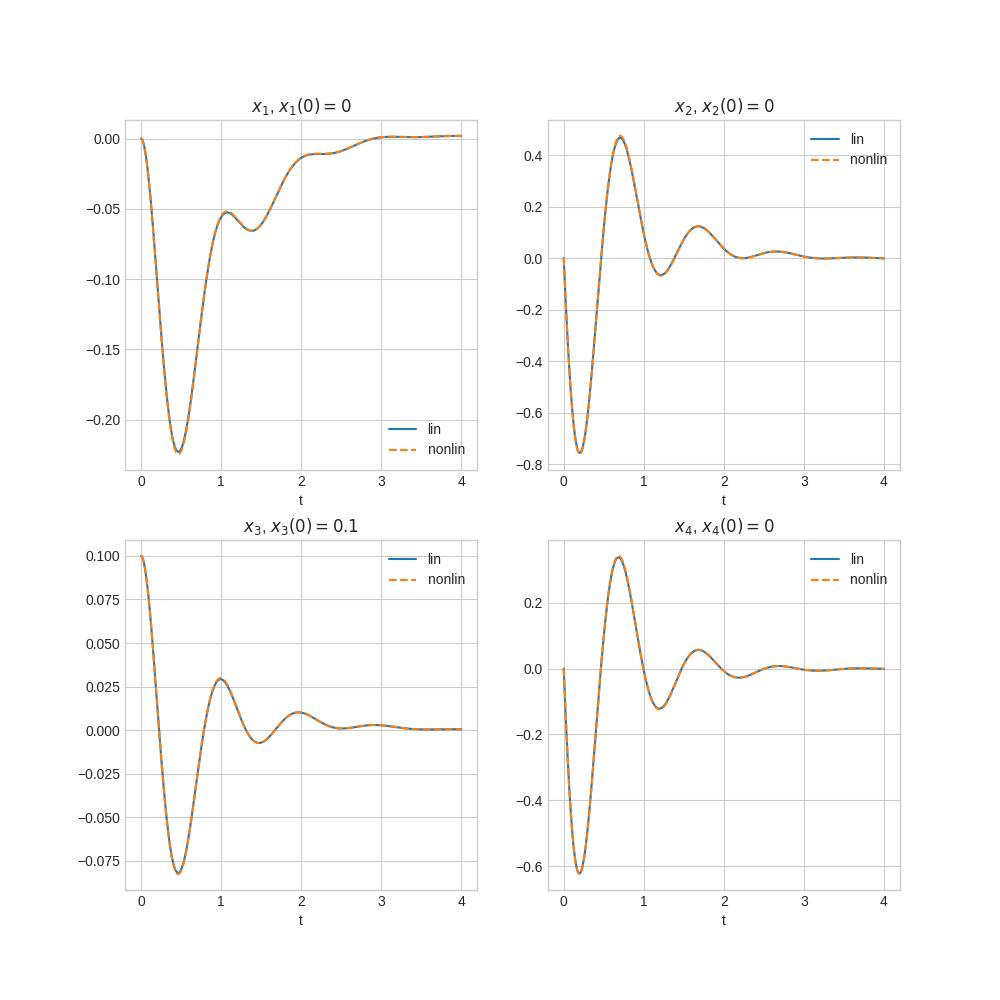 x₁, x₁(0) = 0
0.00
−0.05
−0.10
−0.15
−0.20
lin
nonlin
0 1 2 3 4
t
x₂, x₂(0) = 0
0.4
0.2
0.0
−0.2
−0.4
−0.6
−0.8
lin
nonlin
0 1 2 3 4
t
x₃, x₃(0) = 0.1
0.100
0.075
0.050
0.025
0.000
−0.025
−0.050
−0.075
lin
nonlin
0 1 2 3 4
t
x₄, x₄(0) = 0
0.2
0.0
−0.2
−0.4
−0.6
lin
nonlin
0 1 2 3 4
t